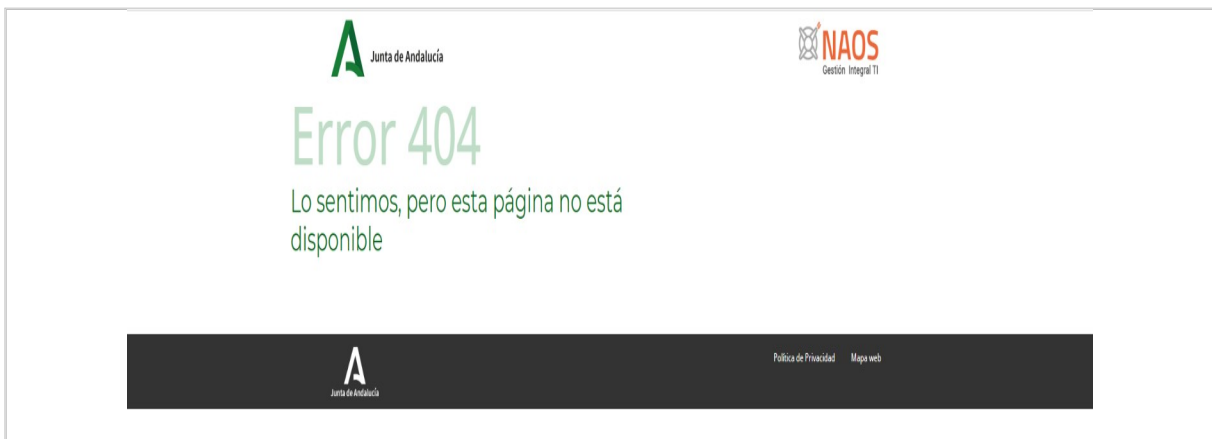 Junta de Andalucía
NAOS
Gestión Integral TI
Error 404
Lo sentimos, pero esta página no está
disponible
Política de Privacidad Mapa web
Junta de Andalucía